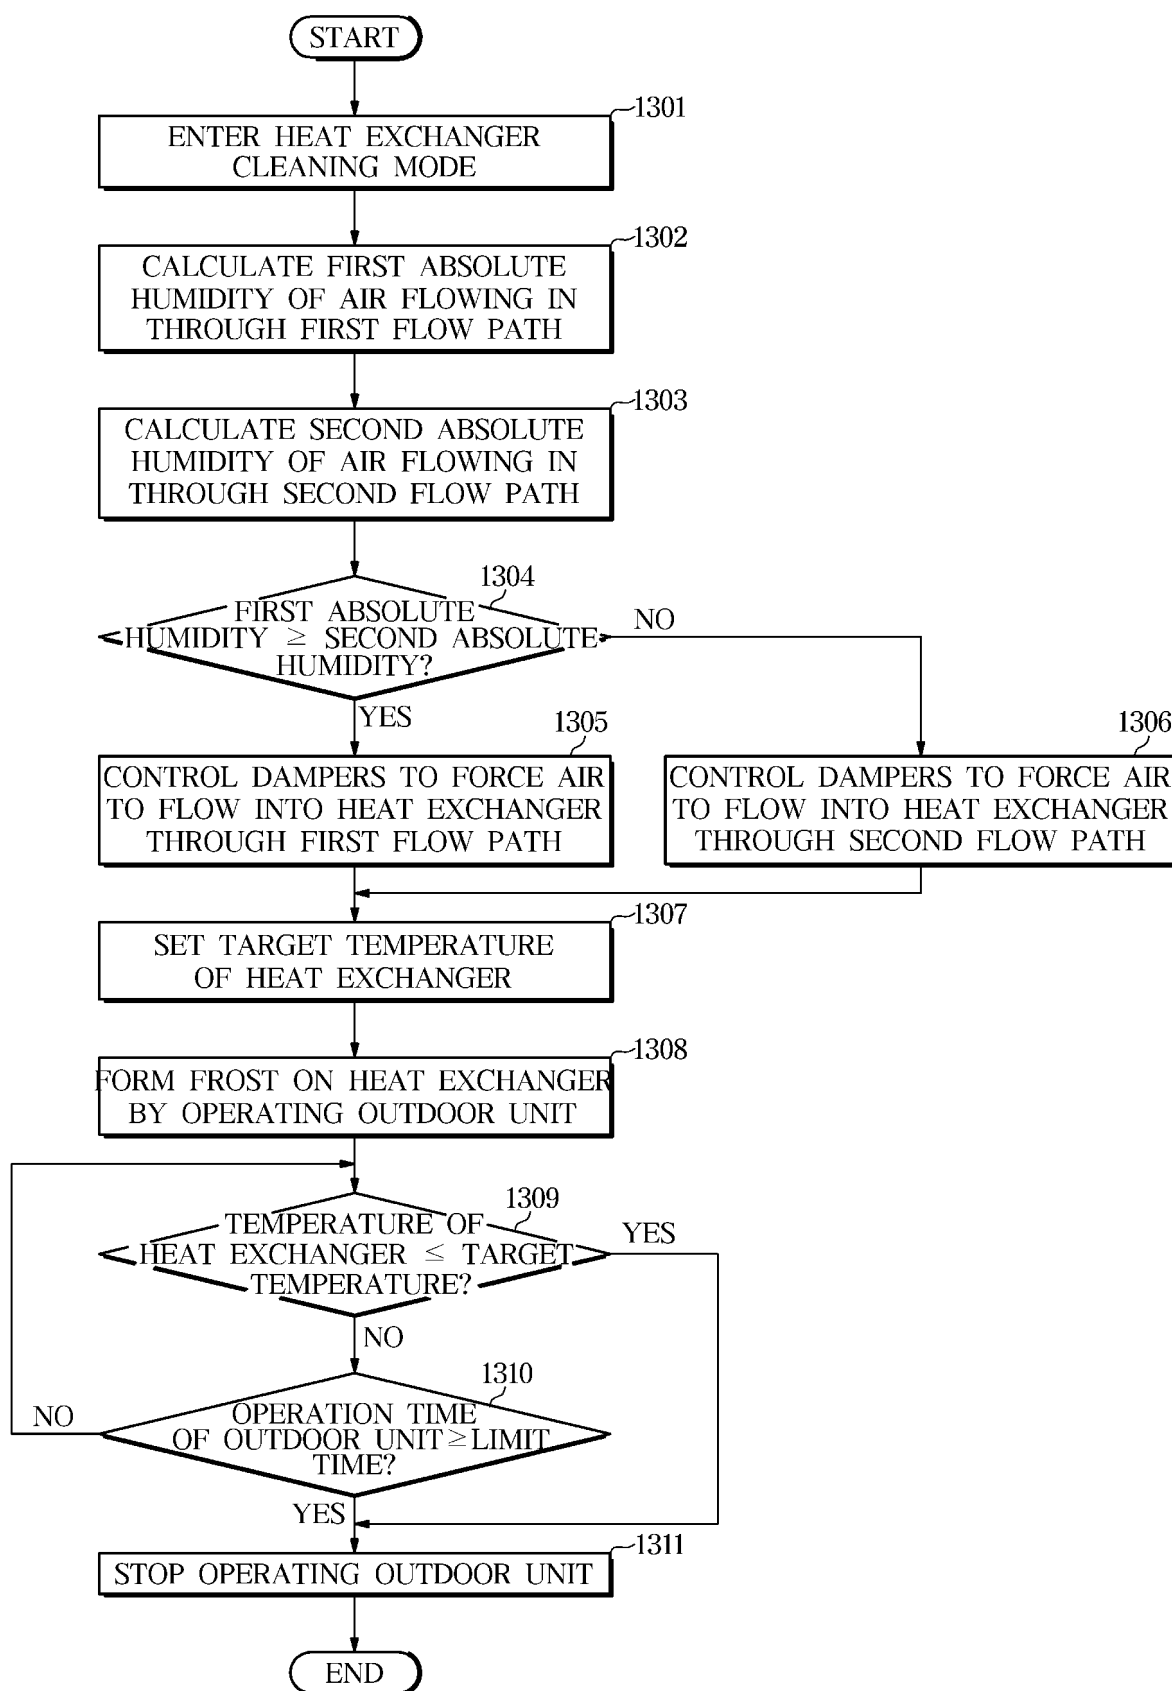 START
1301
ENTER HEAT EXCHANGER
CLEANING MODE
1302
CALCULATE FIRST ABSOLUTE
HUMIDITY OF AIR FLOWING IN
THROUGH FIRST FLOW PATH
1303
CALCULATE SECOND ABSOLUTE
HUMIDITY OF AIR FLOWING IN
THROUGH SECOND FLOW PATH
1304
FIRST ABSOLUTE
HUMIDITY ≥ SECOND ABSOLUTE
HUMIDITY?
NO
YES
1305
CONTROL DAMPERS TO FORCE AIR
TO FLOW INTO HEAT EXCHANGER
THROUGH FIRST FLOW PATH
1306
CONTROL DAMPERS TO FORCE AIR
TO FLOW INTO HEAT EXCHANGER
THROUGH SECOND FLOW PATH
1307
SET TARGET TEMPERATURE
OF HEAT EXCHANGER
1308
FORM FROST ON HEAT EXCHANGER
BY OPERATING OUTDOOR UNIT
1309
TEMPERATURE OF
HEAT EXCHANGER ≤ TARGET
TEMPERATURE?
YES
NO
1310
OPERATION TIME
OF OUTDOOR UNIT ≥ LIMIT
TIME?
NO
YES
1311
STOP OPERATING OUTDOOR UNIT
END